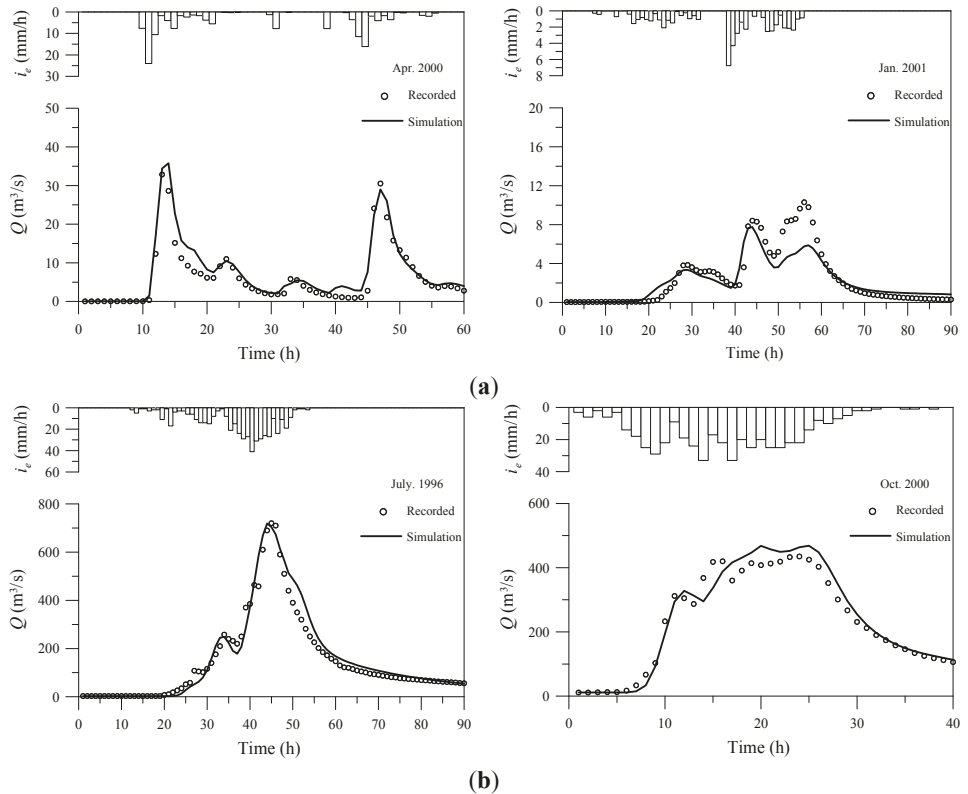 0
5
10
15
20
25
30
i_e (mm/h)
Apr. 2000
Recorded
Simulation
50
40
30
20
10
0
Q (m³/s)
0 10 20 30 40 50 60
Time (h)
0
2
4
6
8
i_e (mm/h)
Jan. 2001
Recorded
Simulation
20
16
12
8
4
0
Q (m³/s)
0 10 20 30 40 50 60 70 80 90
Time (h)
(a)
0
20
40
60
i_e (mm/h)
July. 1996
Recorded
Simulation
800
600
400
200
0
Q (m³/s)
0 10 20 30 40 50 60 70 80 90
Time (h)
0
20
40
i_e (mm/h)
Oct. 2000
Recorded
Simulation
600
400
200
0
Q (m³/s)
0 10 20 30 40
Time (h)
(b)